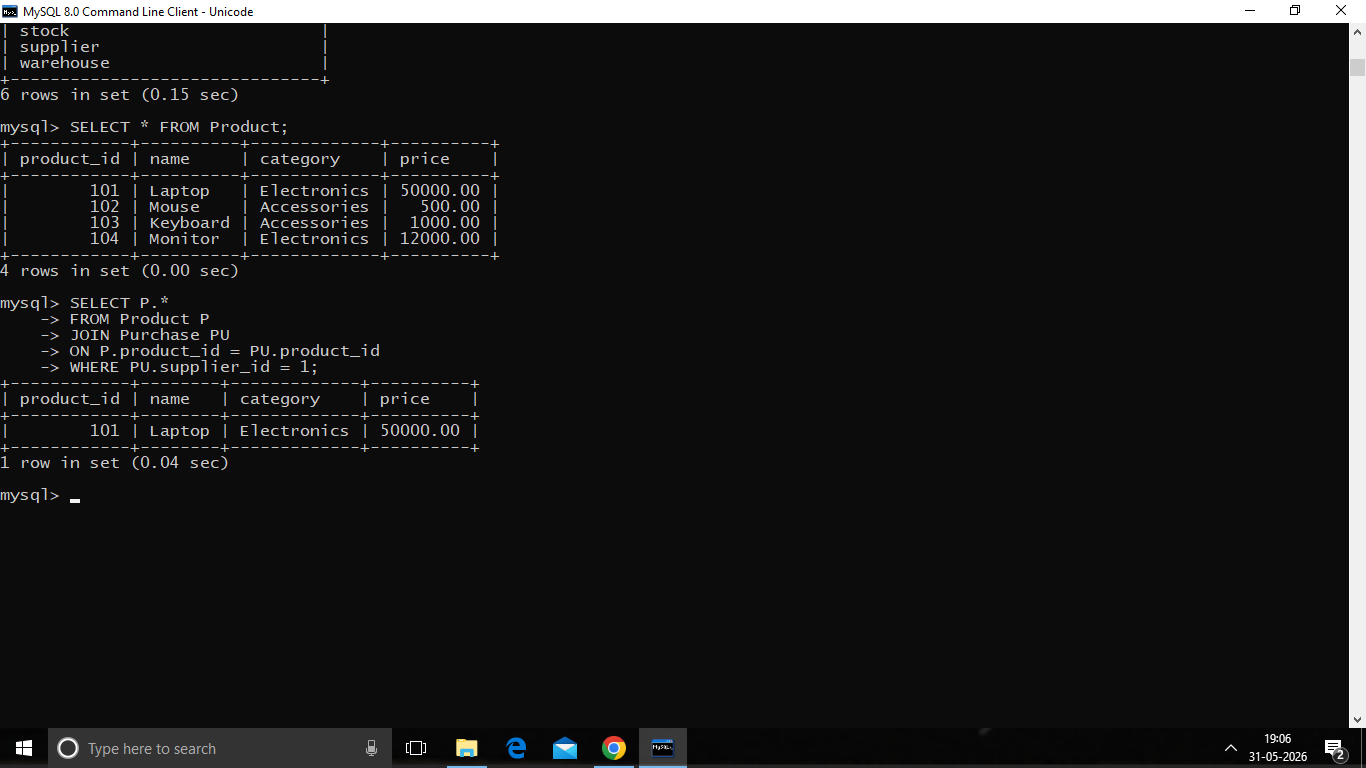 MySQL 8.0 Command Line Client - Unicode
| stock                         |
| supplier                      |
| warehouse                     |
+-------------------------------+
6 rows in set (0.15 sec)
mysql> SELECT * FROM Product;
+------------+----------+-------------+----------+
| product_id | name     | category    | price    |
+------------+----------+-------------+----------+
|        101 | Laptop   | Electronics | 50000.00 |
|        102 | Mouse    | Accessories |   500.00 |
|        103 | Keyboard | Accessories |  1000.00 |
|        104 | Monitor  | Electronics | 12000.00 |
+------------+----------+-------------+----------+
4 rows in set (0.00 sec)
mysql> SELECT P.*
    -> FROM Product P
    -> JOIN Purchase PU
    -> ON P.product_id = PU.product_id
    -> WHERE PU.supplier_id = 1;
+------------+--------+-------------+----------+
| product_id | name   | category    | price    |
+------------+--------+-------------+----------+
|        101 | Laptop | Electronics | 50000.00 |
+------------+--------+-------------+----------+
1 row in set (0.04 sec)
mysql>
Type here to search
19:06
31-05-2026
2